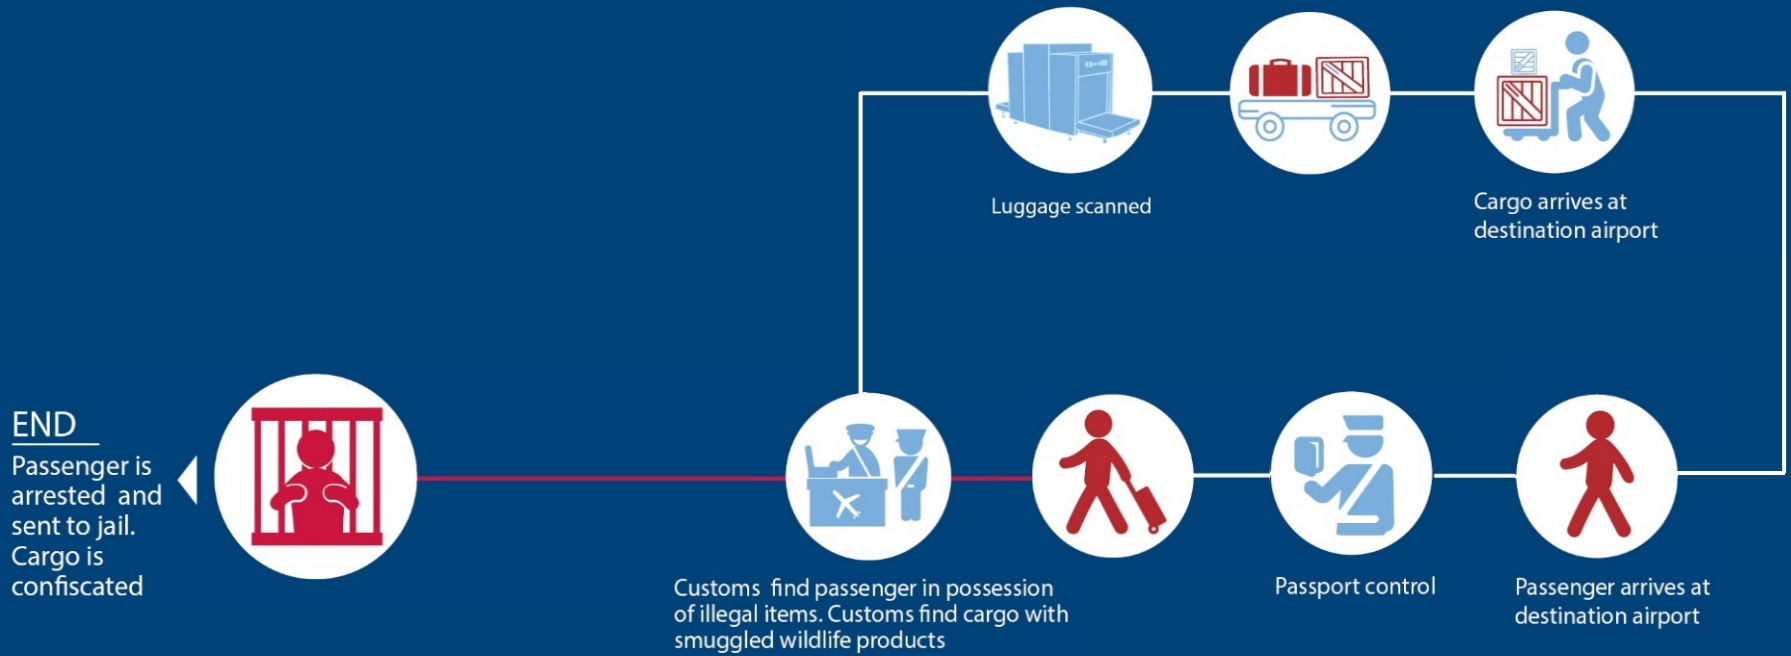 Luggage scanned
Cargo arrives at
destination airport
END
Passenger is
arrested and
sent to jail.
Cargo is
confiscated
Customs find passenger in possession
of illegal items. Customs find cargo with
smuggled wildlife products
Passport control
Passenger arrives at
destination airport